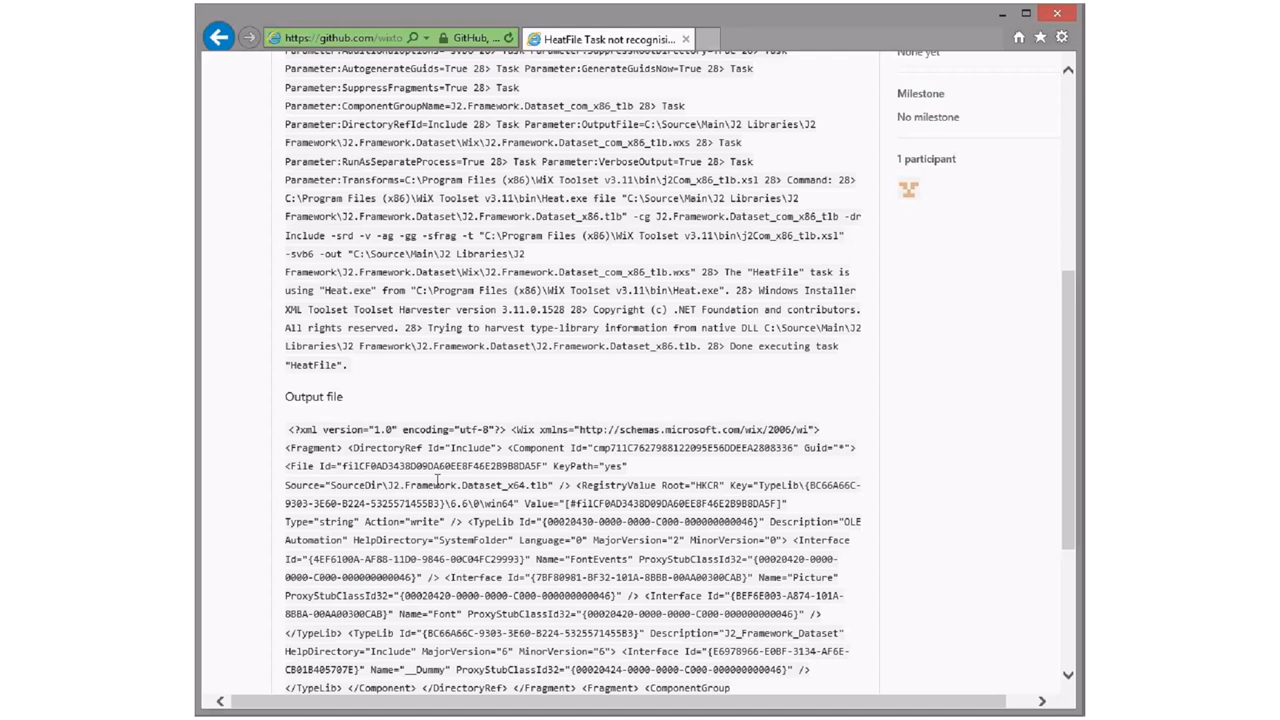 https://github.com/wixto
GitHub, ...
HeatFile Task not recognisi...
Parameter:AutogenerateGuids=True 28> Task Parameter:GenerateGuidsNow=True 28> Task
Parameter:SuppressFragments=True 28> Task
Parameter:ComponentGroupName=J2.Framework.Dataset_com_x86_tlb 28> Task
Parameter:DirectoryRefId=Include 28> Task Parameter:OutputFile=C:\Source\Main\J2 Libraries\J2
Framework\J2.Framework.Dataset\Wix\J2.Framework.Dataset_com_x86_tlb.wxs 28> Task
Parameter:RunAsSeparateProcess=True 28> Task Parameter:VerboseOutput=True 28> Task
Parameter:Transforms=C:\Program Files (x86)\WiX Toolset v3.11\bin\j2Com_x86_tlb.xsl 28> Command: 28>
C:\Program Files (x86)\WiX Toolset v3.11\bin\Heat.exe file "C:\Source\Main\J2 Libraries\J2
Framework\J2.Framework.Dataset\J2.Framework.Dataset_x86.tlb" -cg J2.Framework.Dataset_com_x86_tlb -dr
Include -srd -v -ag -gg -sfrag -t "C:\Program Files (x86)\WiX Toolset v3.11\bin\j2Com_x86_tlb.xsl"
-svb6 -out "C:\Source\Main\J2 Libraries\J2
Framework\J2.Framework.Dataset\Wix\J2.Framework.Dataset_com_x86_tlb.wxs" 28> The "HeatFile" task is
using "Heat.exe" from "C:\Program Files (x86)\WiX Toolset v3.11\bin\Heat.exe". 28> Windows Installer
XML Toolset Toolset Harvester version 3.11.0.1528 28> Copyright (c) .NET Foundation and contributors.
All rights reserved. 28> Trying to harvest type-library information from native DLL C:\Source\Main\J2
Libraries\J2 Framework\J2.Framework.Dataset\J2.Framework.Dataset_x86.tlb. 28> Done executing task
"HeatFile".
Output file
<?xml version="1.0" encoding="utf-8"?> <Wix xmlns="http://schemas.microsoft.com/wix/2006/wi">
<Fragment> <DirectoryRef Id="Include"> <Component Id="cmp711C7627988122095E56DDEEA2808336" Guid="*">
<File Id="filCF0AD3438D09DA60EE8F46E2B9B8DA5F" KeyPath="yes"
Source="SourceDir\J2.Framework.Dataset_x64.tlb" /> <RegistryValue Root="HKCR" Key="TypeLib\{BC66A66C-
9303-3E60-B224-5325571455B3}\6.6\0\win64" Value="[#filCF0AD3438D09DA60EE8F46E2B9B8DA5F]"
Type="string" Action="write" /> <TypeLib Id="{00020430-0000-0000-C000-000000000046}" Description="OLE
Automation" HelpDirectory="SystemFolder" Language="0" MajorVersion="2" MinorVersion="0"> <Interface
Id="{4EF6100A-AF88-11D0-9846-00C04FC29993}" Name="FontEvents" ProxyStubClassId32="{00020420-0000-
0000-C000-000000000046}" /> <Interface Id="{7BF80981-BF32-101A-8BBB-00AA00300CAB}" Name="Picture"
ProxyStubClassId32="{00020420-0000-0000-C000-000000000046}" /> <Interface Id="{BEF6E003-A874-101A-
8BBA-00AA00300CAB}" Name="Font" ProxyStubClassId32="{00020420-0000-0000-C000-000000000046}" />
</TypeLib> <TypeLib Id="{BC66A66C-9303-3E60-B224-5325571455B3}" Description="J2_Framework_Dataset"
HelpDirectory="Include" MajorVersion="6" MinorVersion="6"> <Interface Id="{E6978966-E0BF-3134-AF6E-
CB01B405707E}" Name="__Dummy" ProxyStubClassId32="{00020424-0000-0000-C000-000000000046}" />
</TypeLib> </Component> </DirectoryRef> </Fragment> <Fragment> <ComponentGroup
None yet
Milestone
No milestone
1 participant